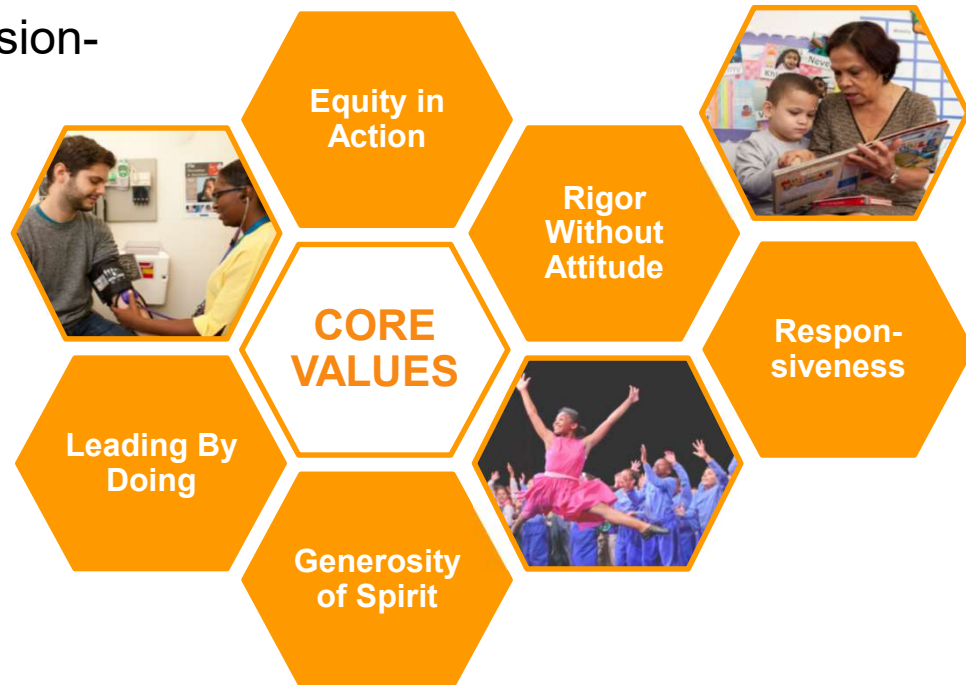 sion-
Equity in
Action
Rigor
Without
Attitude
CORE
VALUES
Respon-
siveness
Leading By
Doing
Generosity
of Spirit